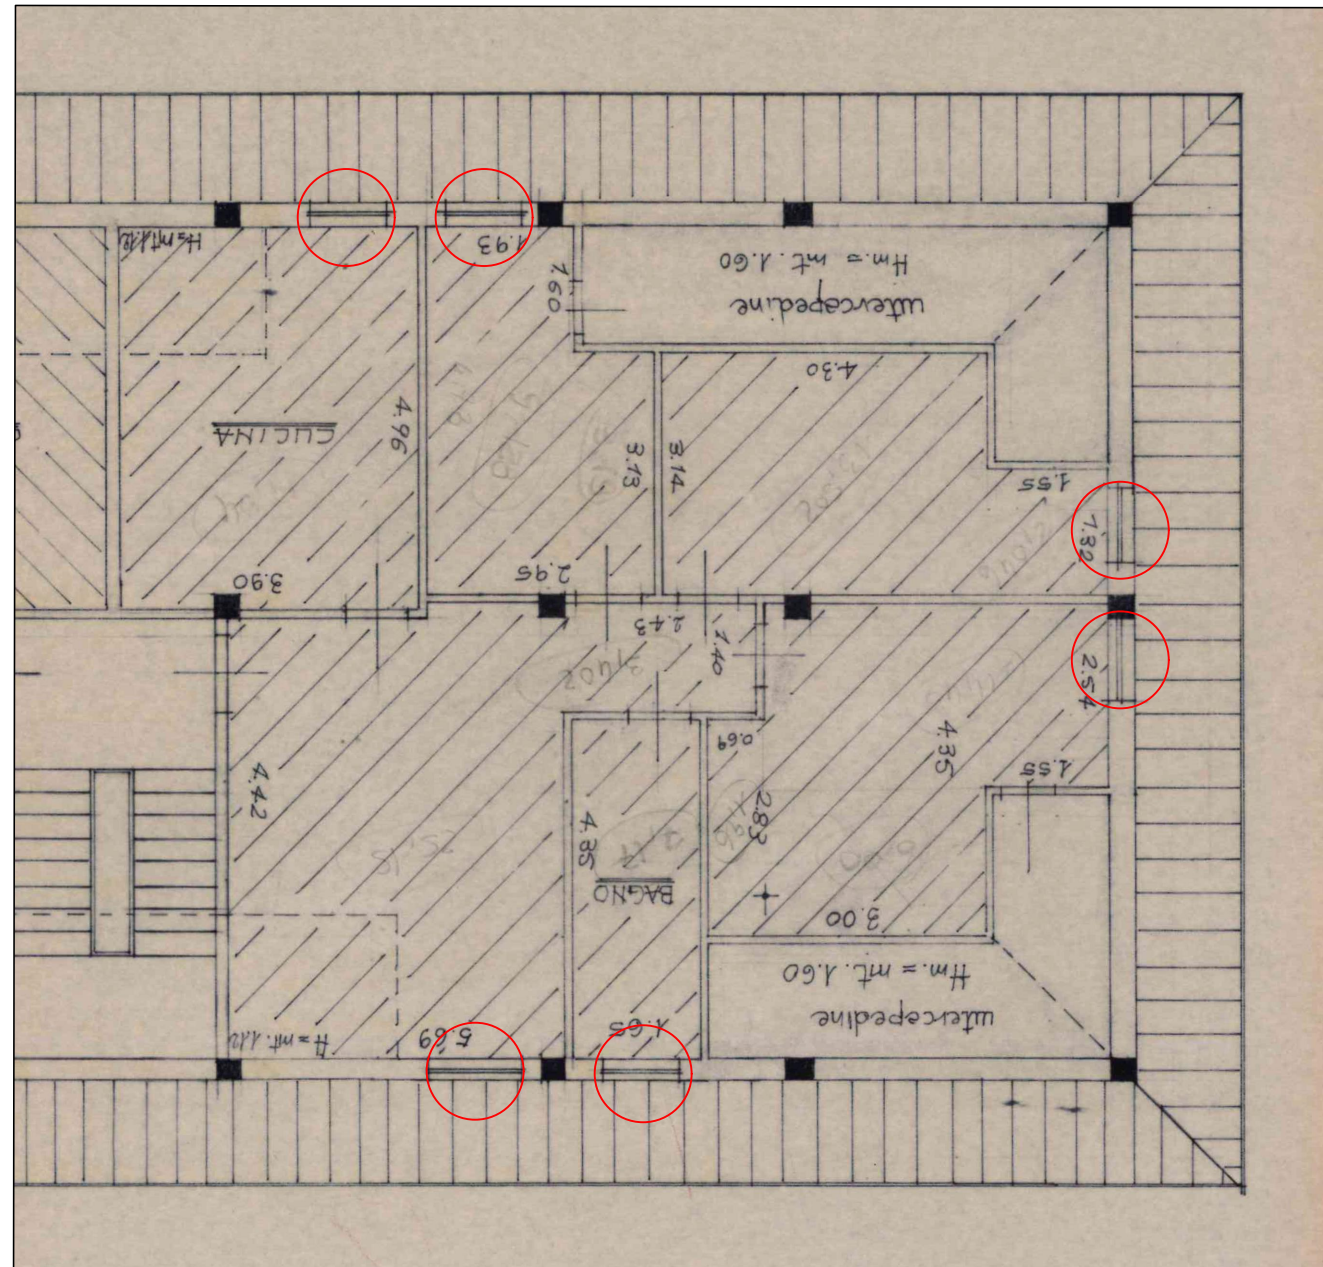 H=mt.1.12
1.93
1.60
Hm. = mt. 1.60
intercapedine
4.30
CUCINA
4.96
3.13
3.14
1.55
7.32
3.90
2.95
2.43
1.40
2.54
4.35
1.55
0.69
2.83
4.42
4.35
BAGNO
3.00
Hm. = mt. 1.60
intercapedine
H = mt. 1.12
5.69
1.65